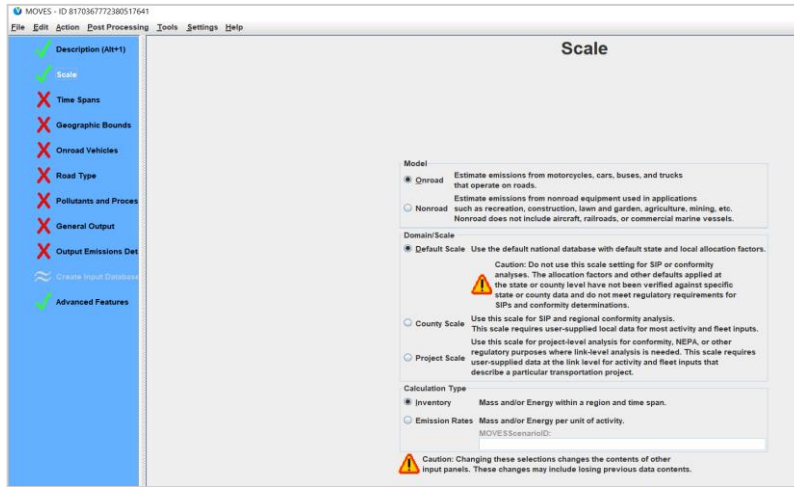 MOVES - ID 8170367772380517641
File Edit Action Post Processing Tools Settings Help
Description (Alt+1)
Scale
Time Spans
Geographic Bounds
Onroad Vehicles
Road Type
Pollutants and Proces
General Output
Output Emissions Det
Create Input Database
Advanced Features
Scale
Model
Onroad Estimate emissions from motorcycles, cars, buses, and trucks
that operate on roads.
Estimate emissions from nonroad equipment used in applications
Nonroad such as recreation, construction, lawn and garden, agriculture, mining, etc.
Nonroad does not include aircraft, railroads, or commercial marine vessels.
Domain/Scale
Default Scale Use the default national database with default state and local allocation factors.
Caution: Do not use this scale setting for SIP or conformity
analyses. The allocation factors and other defaults applied at
the state or county level have not been verified against specific
state or county data and do not meet regulatory requirements for
SIPs and conformity determinations.
County Scale Use this scale for SIP and regional conformity analysis.
This scale requires user-supplied local data for most activity and fleet inputs.
Use this scale for project-level analysis for conformity, NEPA, or other
Project Scale regulatory purposes where link-level analysis is needed. This scale requires
user-supplied data at the link level for activity and fleet inputs that
describe a particular transportation project.
Calculation Type
Inventory Mass and/or Energy within a region and time span.
Emission Rates Mass and/or Energy per unit of activity.
MOVESScenarioID:
Caution: Changing these selections changes the contents of other
input panels. These changes may include losing previous data contents.